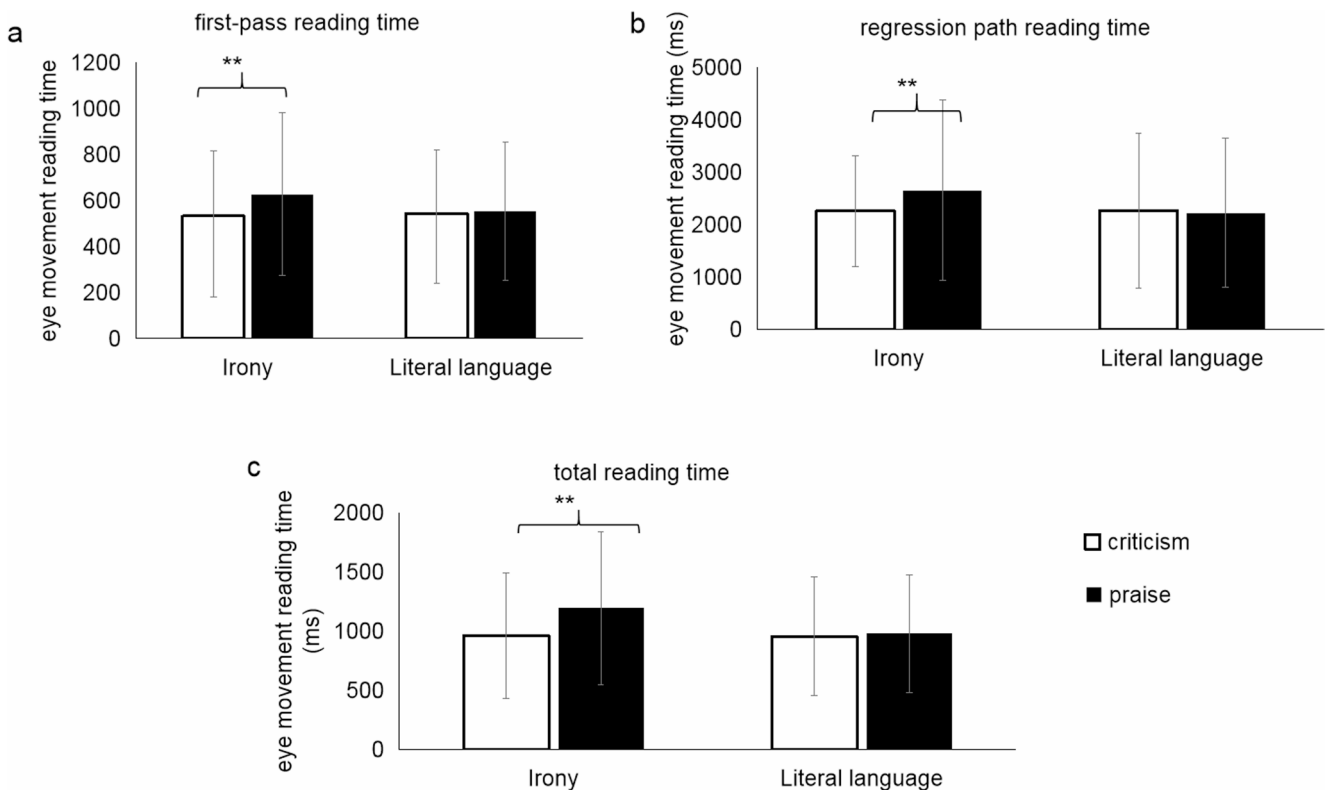 a
first-pass reading time
eye movement reading time
1200
1000
800
600
400
200
0
**
Irony
Literal language
b
regression path reading time
eye movement reading time (ms)
5000
4000
3000
2000
1000
0
**
Irony
Literal language
c
total reading time
eye movement reading time
(ms)
2000
1500
1000
500
0
**
Irony
Literal language
criticism
praise